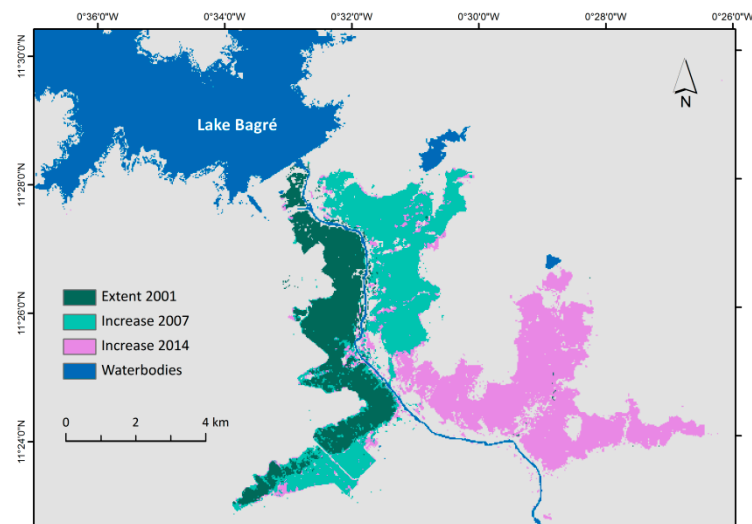 0°36'0"W 0°34'0"W 0°32'0"W 0°30'0"W 0°28'0"W 0°26'0"W
11°30'0"N
Lake Bagré
N
11°28'0"N
Extent 2001
11°26'0"N
Increase 2007
Increase 2014
Waterbodies
0 2 4 km
11°24'0"N